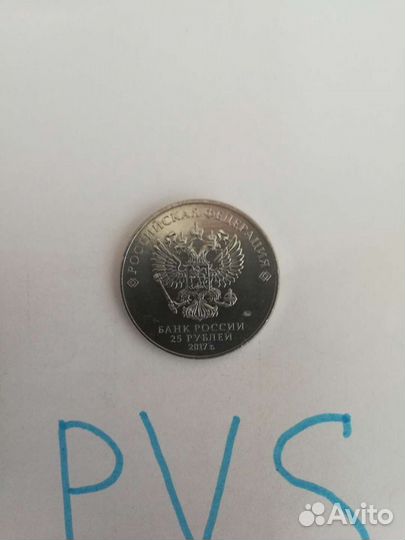 РОССИЙСКАЯ ФЕДЕРАЦИЯ
БАНК РОССИИ
25 РУБЛЕЙ
2017 г.
PVS
Avito